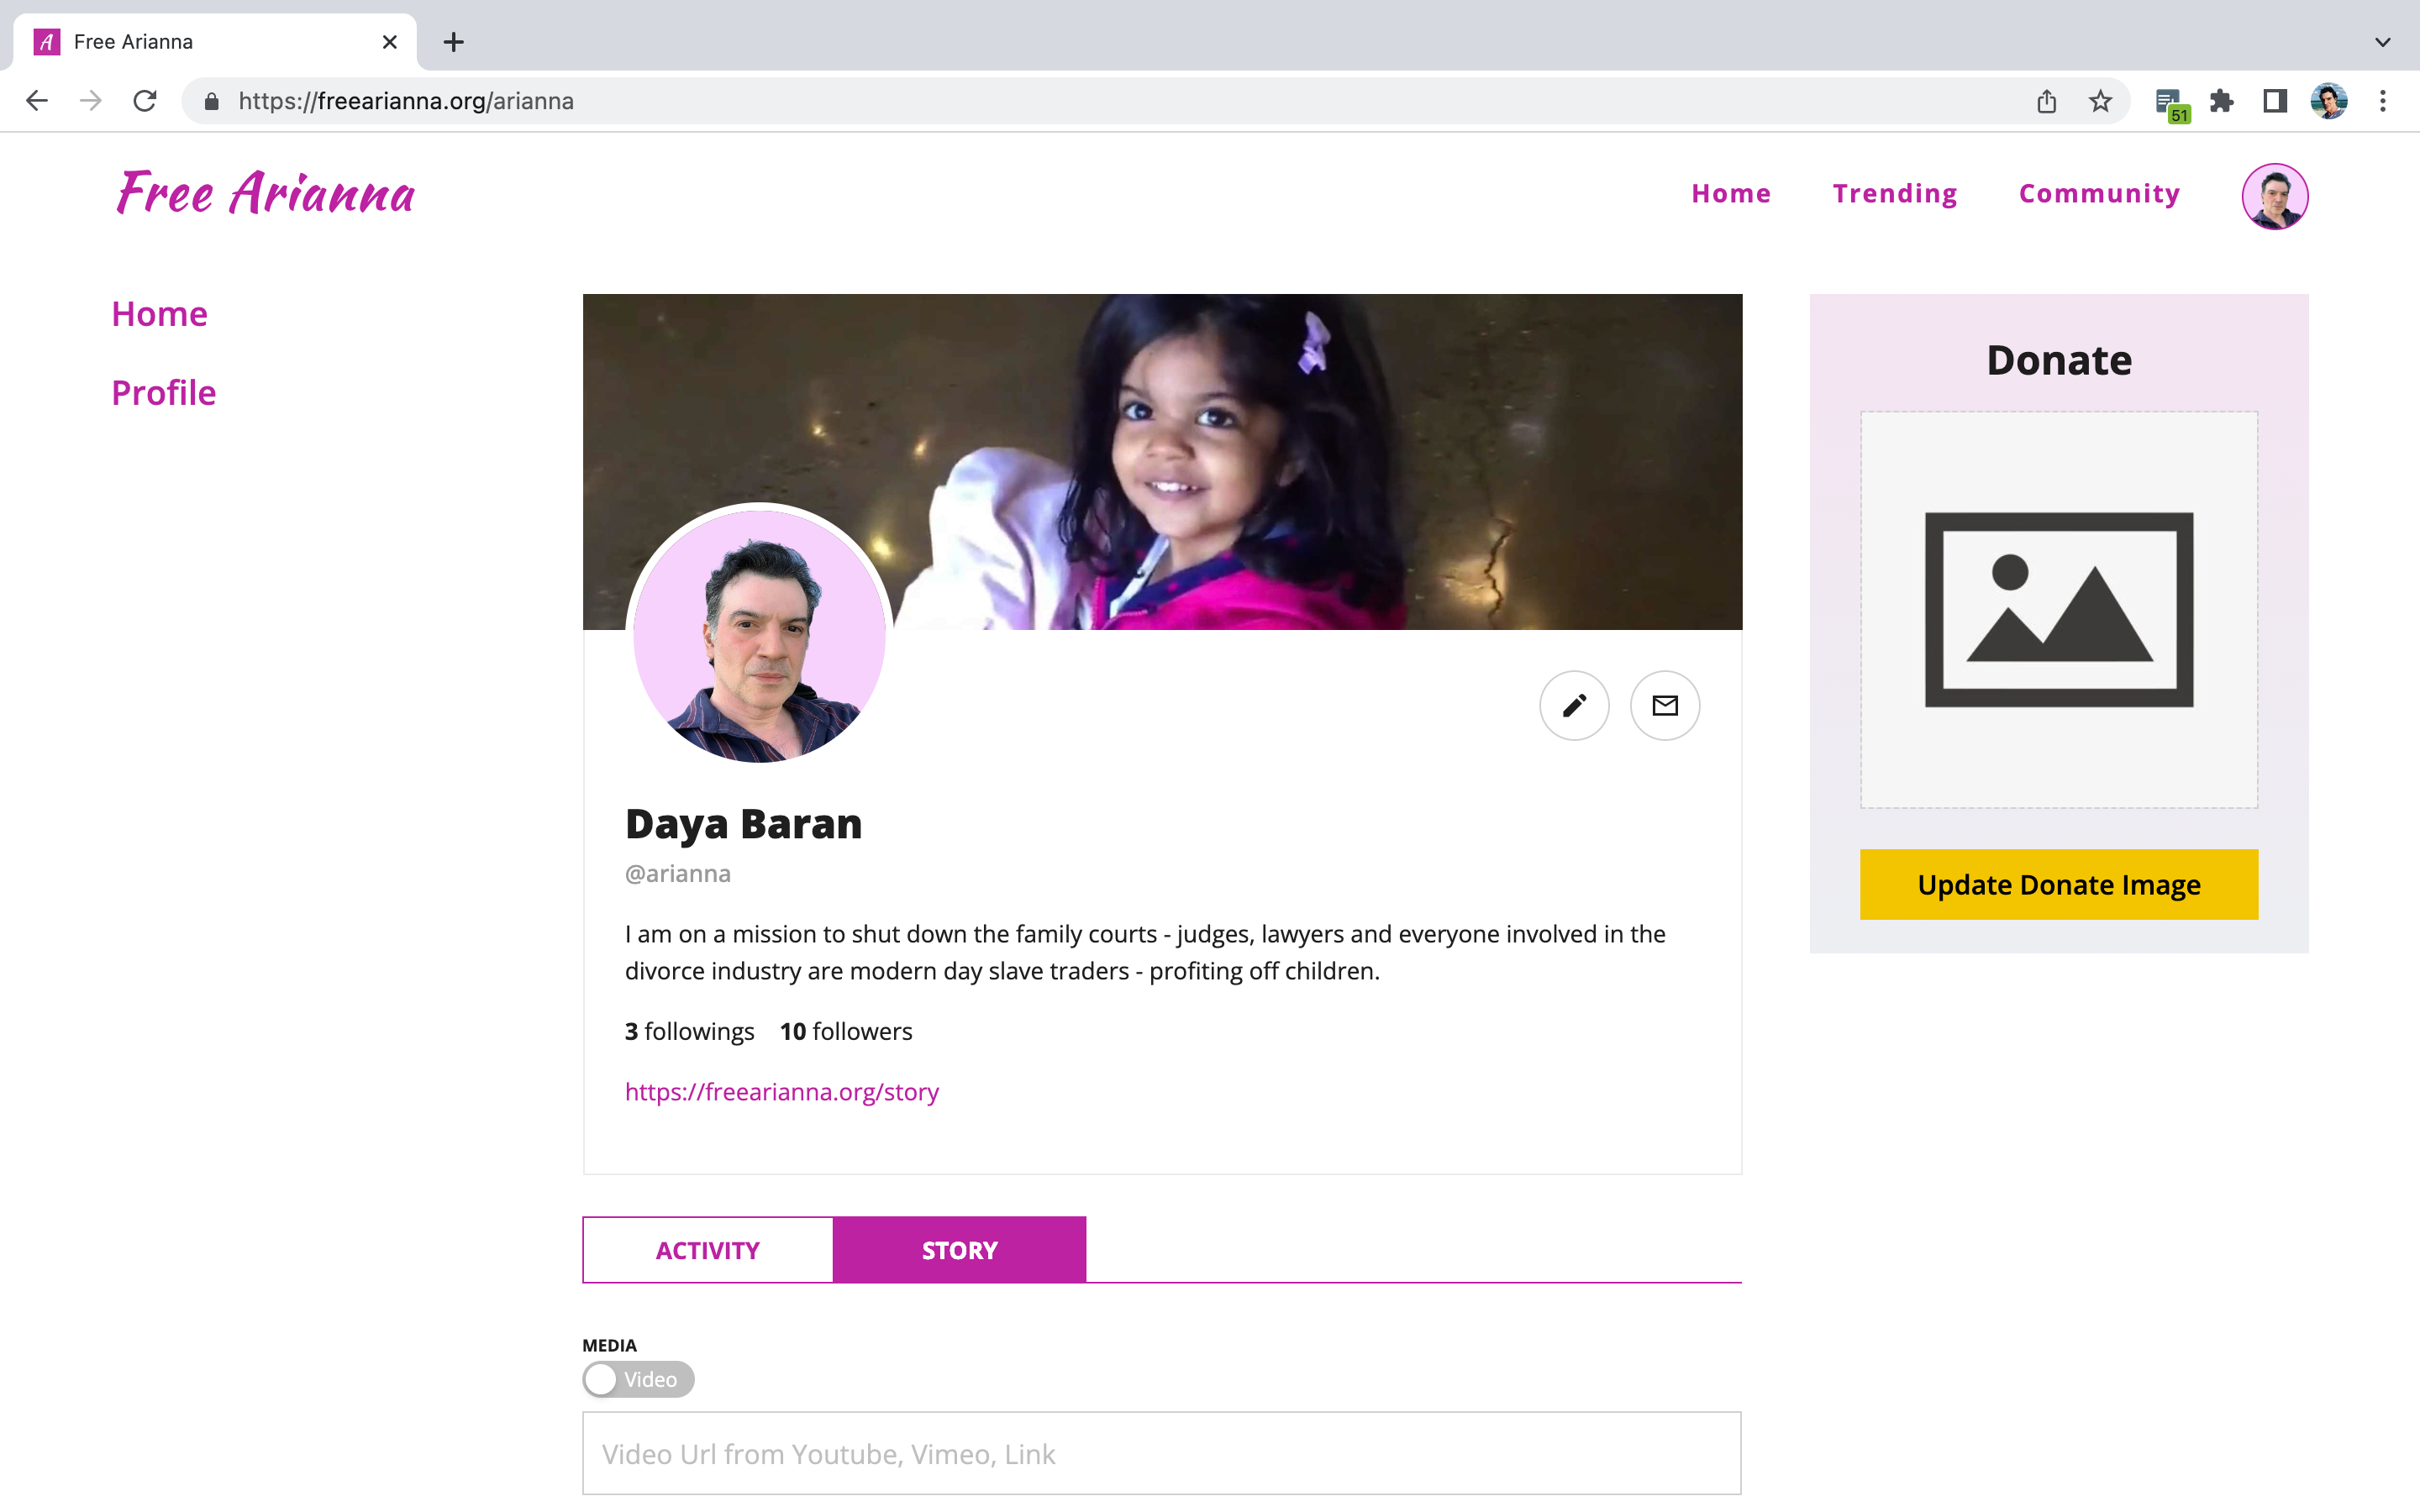 Free Arianna
https://freearianna.org/arianna
51
Free Arianna
Home
Trending
Community
Home
Profile
Donate
Update Donate Image
Daya Baran
@arianna
I am on a mission to shut down the family courts - judges, lawyers and everyone involved in the
divorce industry are modern day slave traders - profiting off children.
3 followings 10 followers
https://freearianna.org/story
ACTIVITY
STORY
MEDIA
Video
Video Url from Youtube, Vimeo, Link